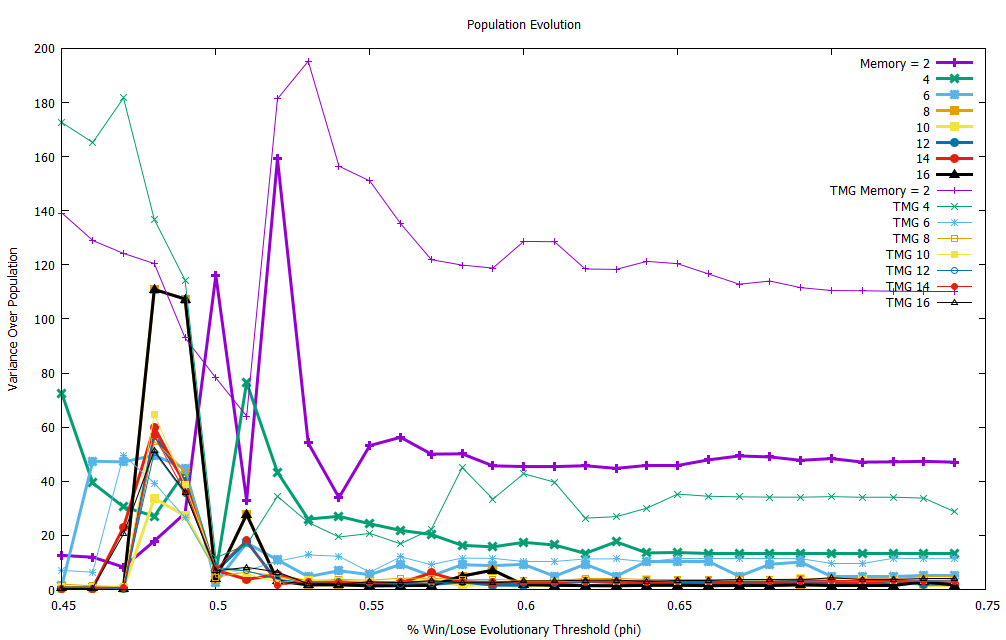 Population Evolution
200
180
160
140
120
100
80
60
40
20
0
Variance Over Population
Memory = 2
4
6
8
10
12
14
16
TMG Memory = 2
TMG 4
TMG 6
TMG 8
TMG 10
TMG 12
TMG 14
TMG 16
0.45
0.5
0.55
0.6
0.65
0.7
0.75
% Win/Lose Evolutionary Threshold (phi)